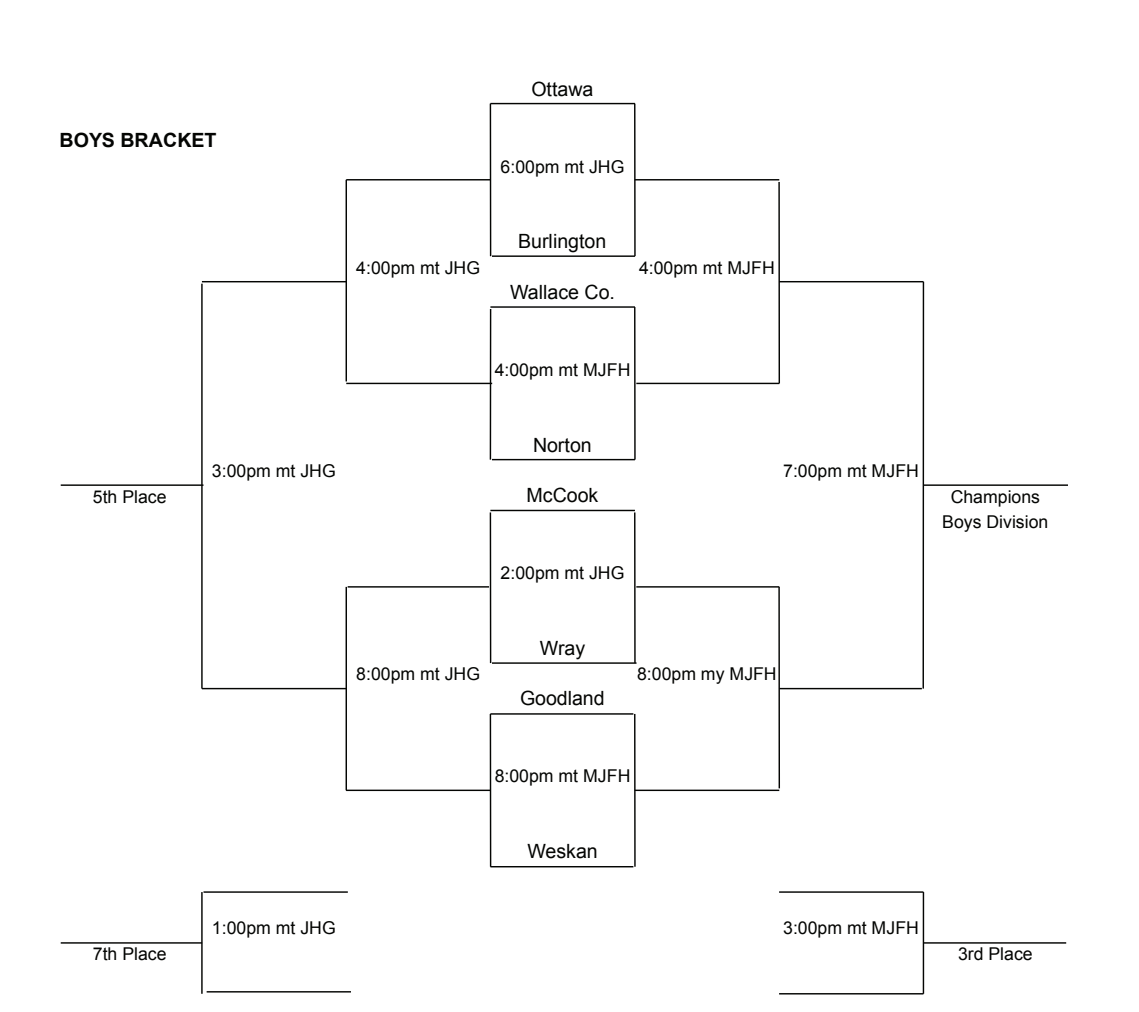 Ottawa
BOYS BRACKET
6:00pm mt JHG
Burlington
4:00pm mt JHG
4:00pm mt MJFH
Wallace Co.
4:00pm mt MJFH
Norton
3:00pm mt JHG
7:00pm mt MJFH
5th Place
McCook
Champions
Boys Division
2:00pm mt JHG
Wray
8:00pm mt JHG
8:00pm my MJFH
Goodland
8:00pm mt MJFH
Weskan
1:00pm mt JHG
3:00pm mt MJFH
7th Place
3rd Place